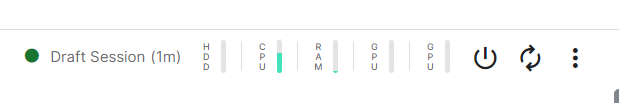 Draft Session (1m)
HDD
CPU
RAM
GPU
GPU